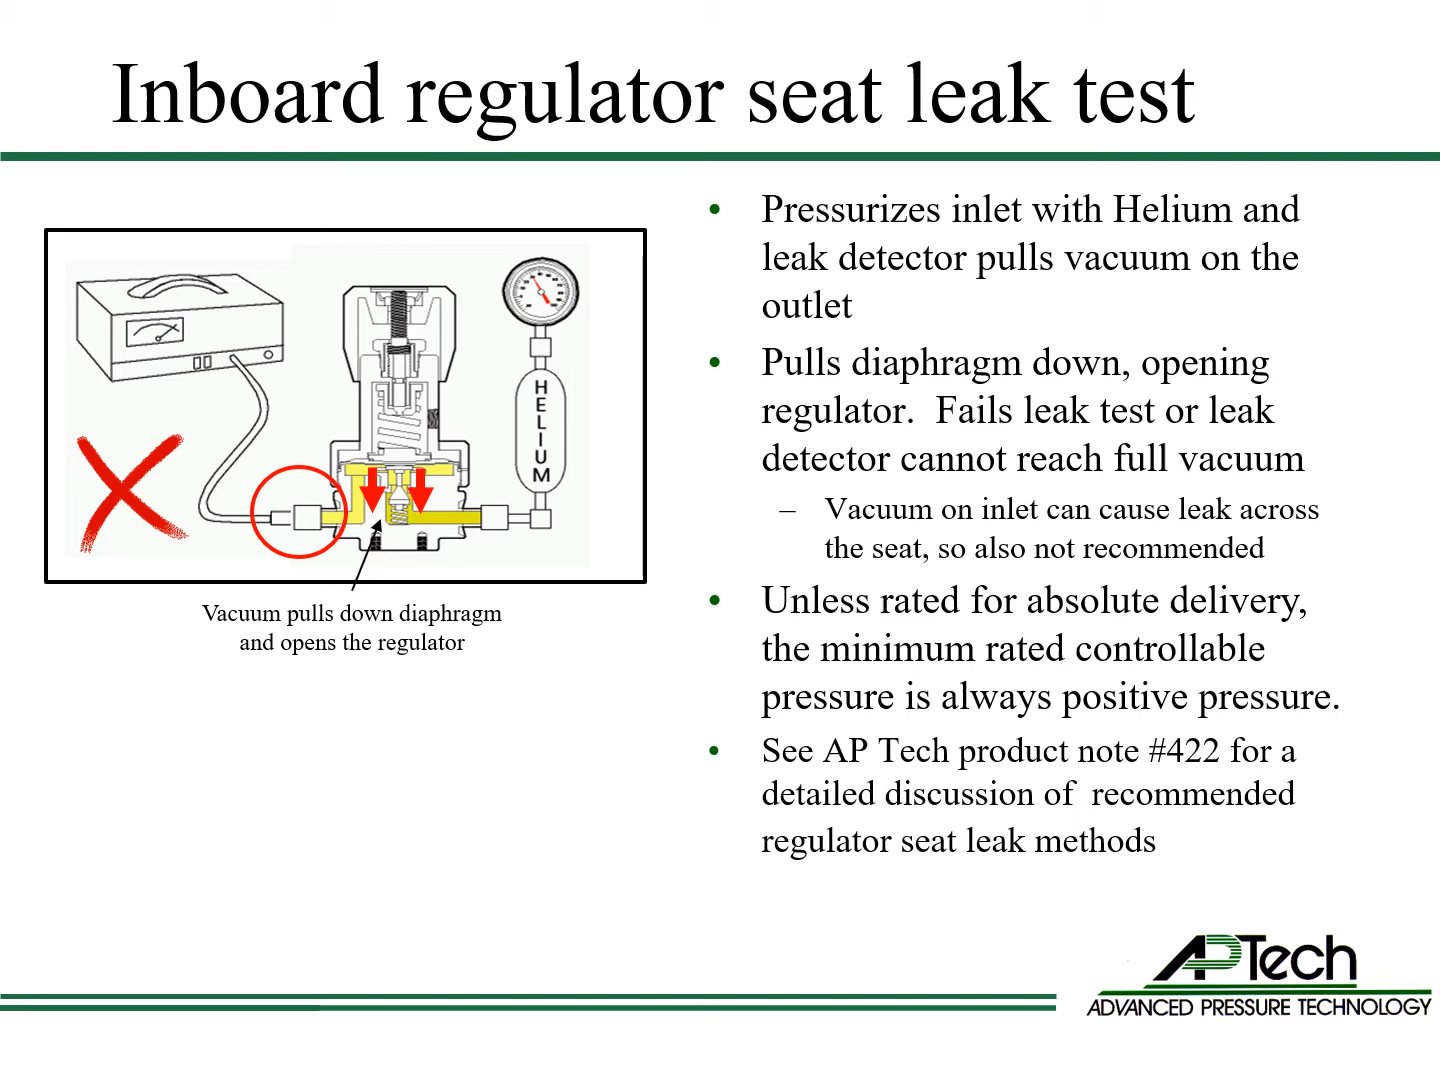 Inboard regulator seat leak test
• Pressurizes inlet with Helium and
leak detector pulls vacuum on the
outlet
• Pulls diaphragm down, opening
regulator.  Fails leak test or leak
detector cannot reach full vacuum
– Vacuum on inlet can cause leak across
the seat, so also not recommended
• Unless rated for absolute delivery,
the minimum rated controllable
pressure is always positive pressure.
• See AP Tech product note #422 for a
detailed discussion of  recommended
regulator seat leak methods
HELIUM
Vacuum pulls down diaphragm
and opens the regulator
APTech
ADVANCED PRESSURE TECHNOLOGY